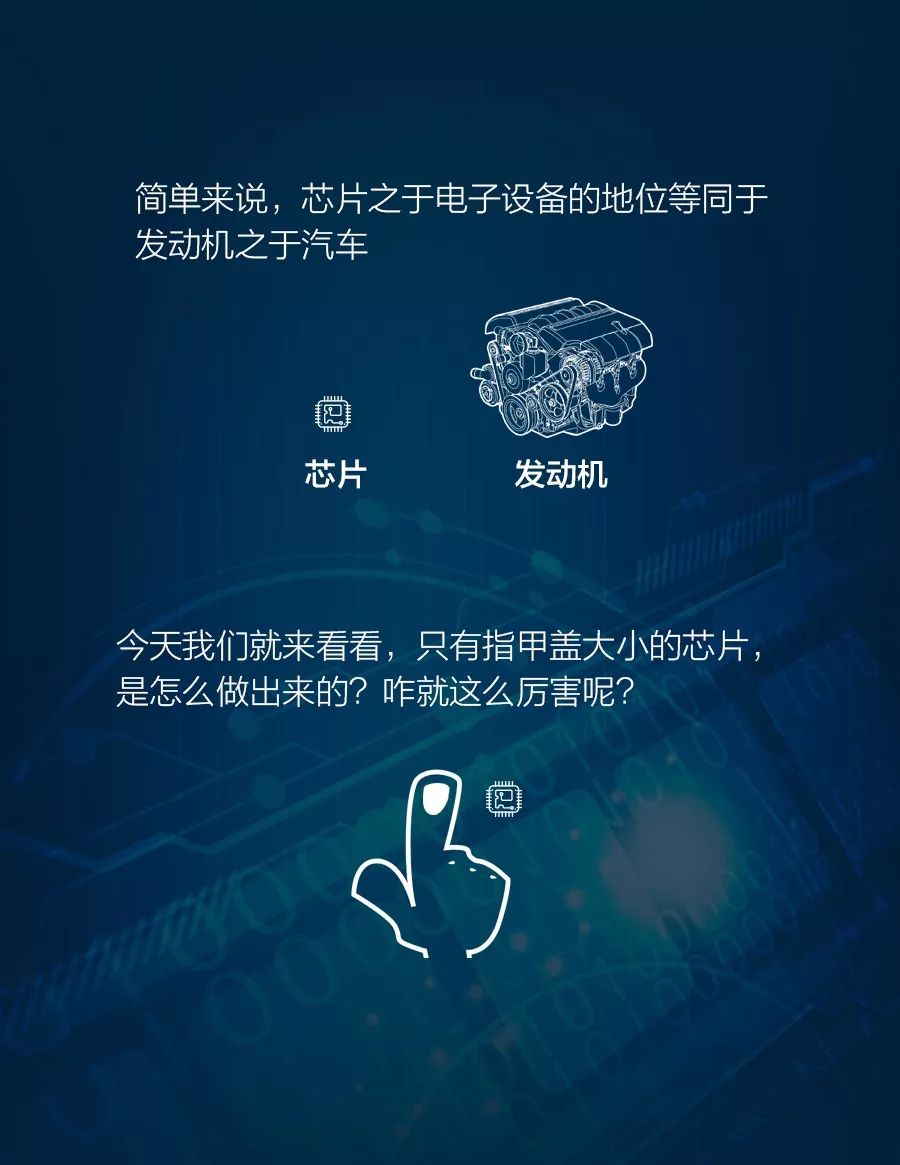 简单来说，芯片之于电子设备的地位等同于
发动机之于汽车
芯片
发动机
今天我们就来看看，只有指甲盖大小的芯片，
是怎么做出来的？咋就这么厉害呢？